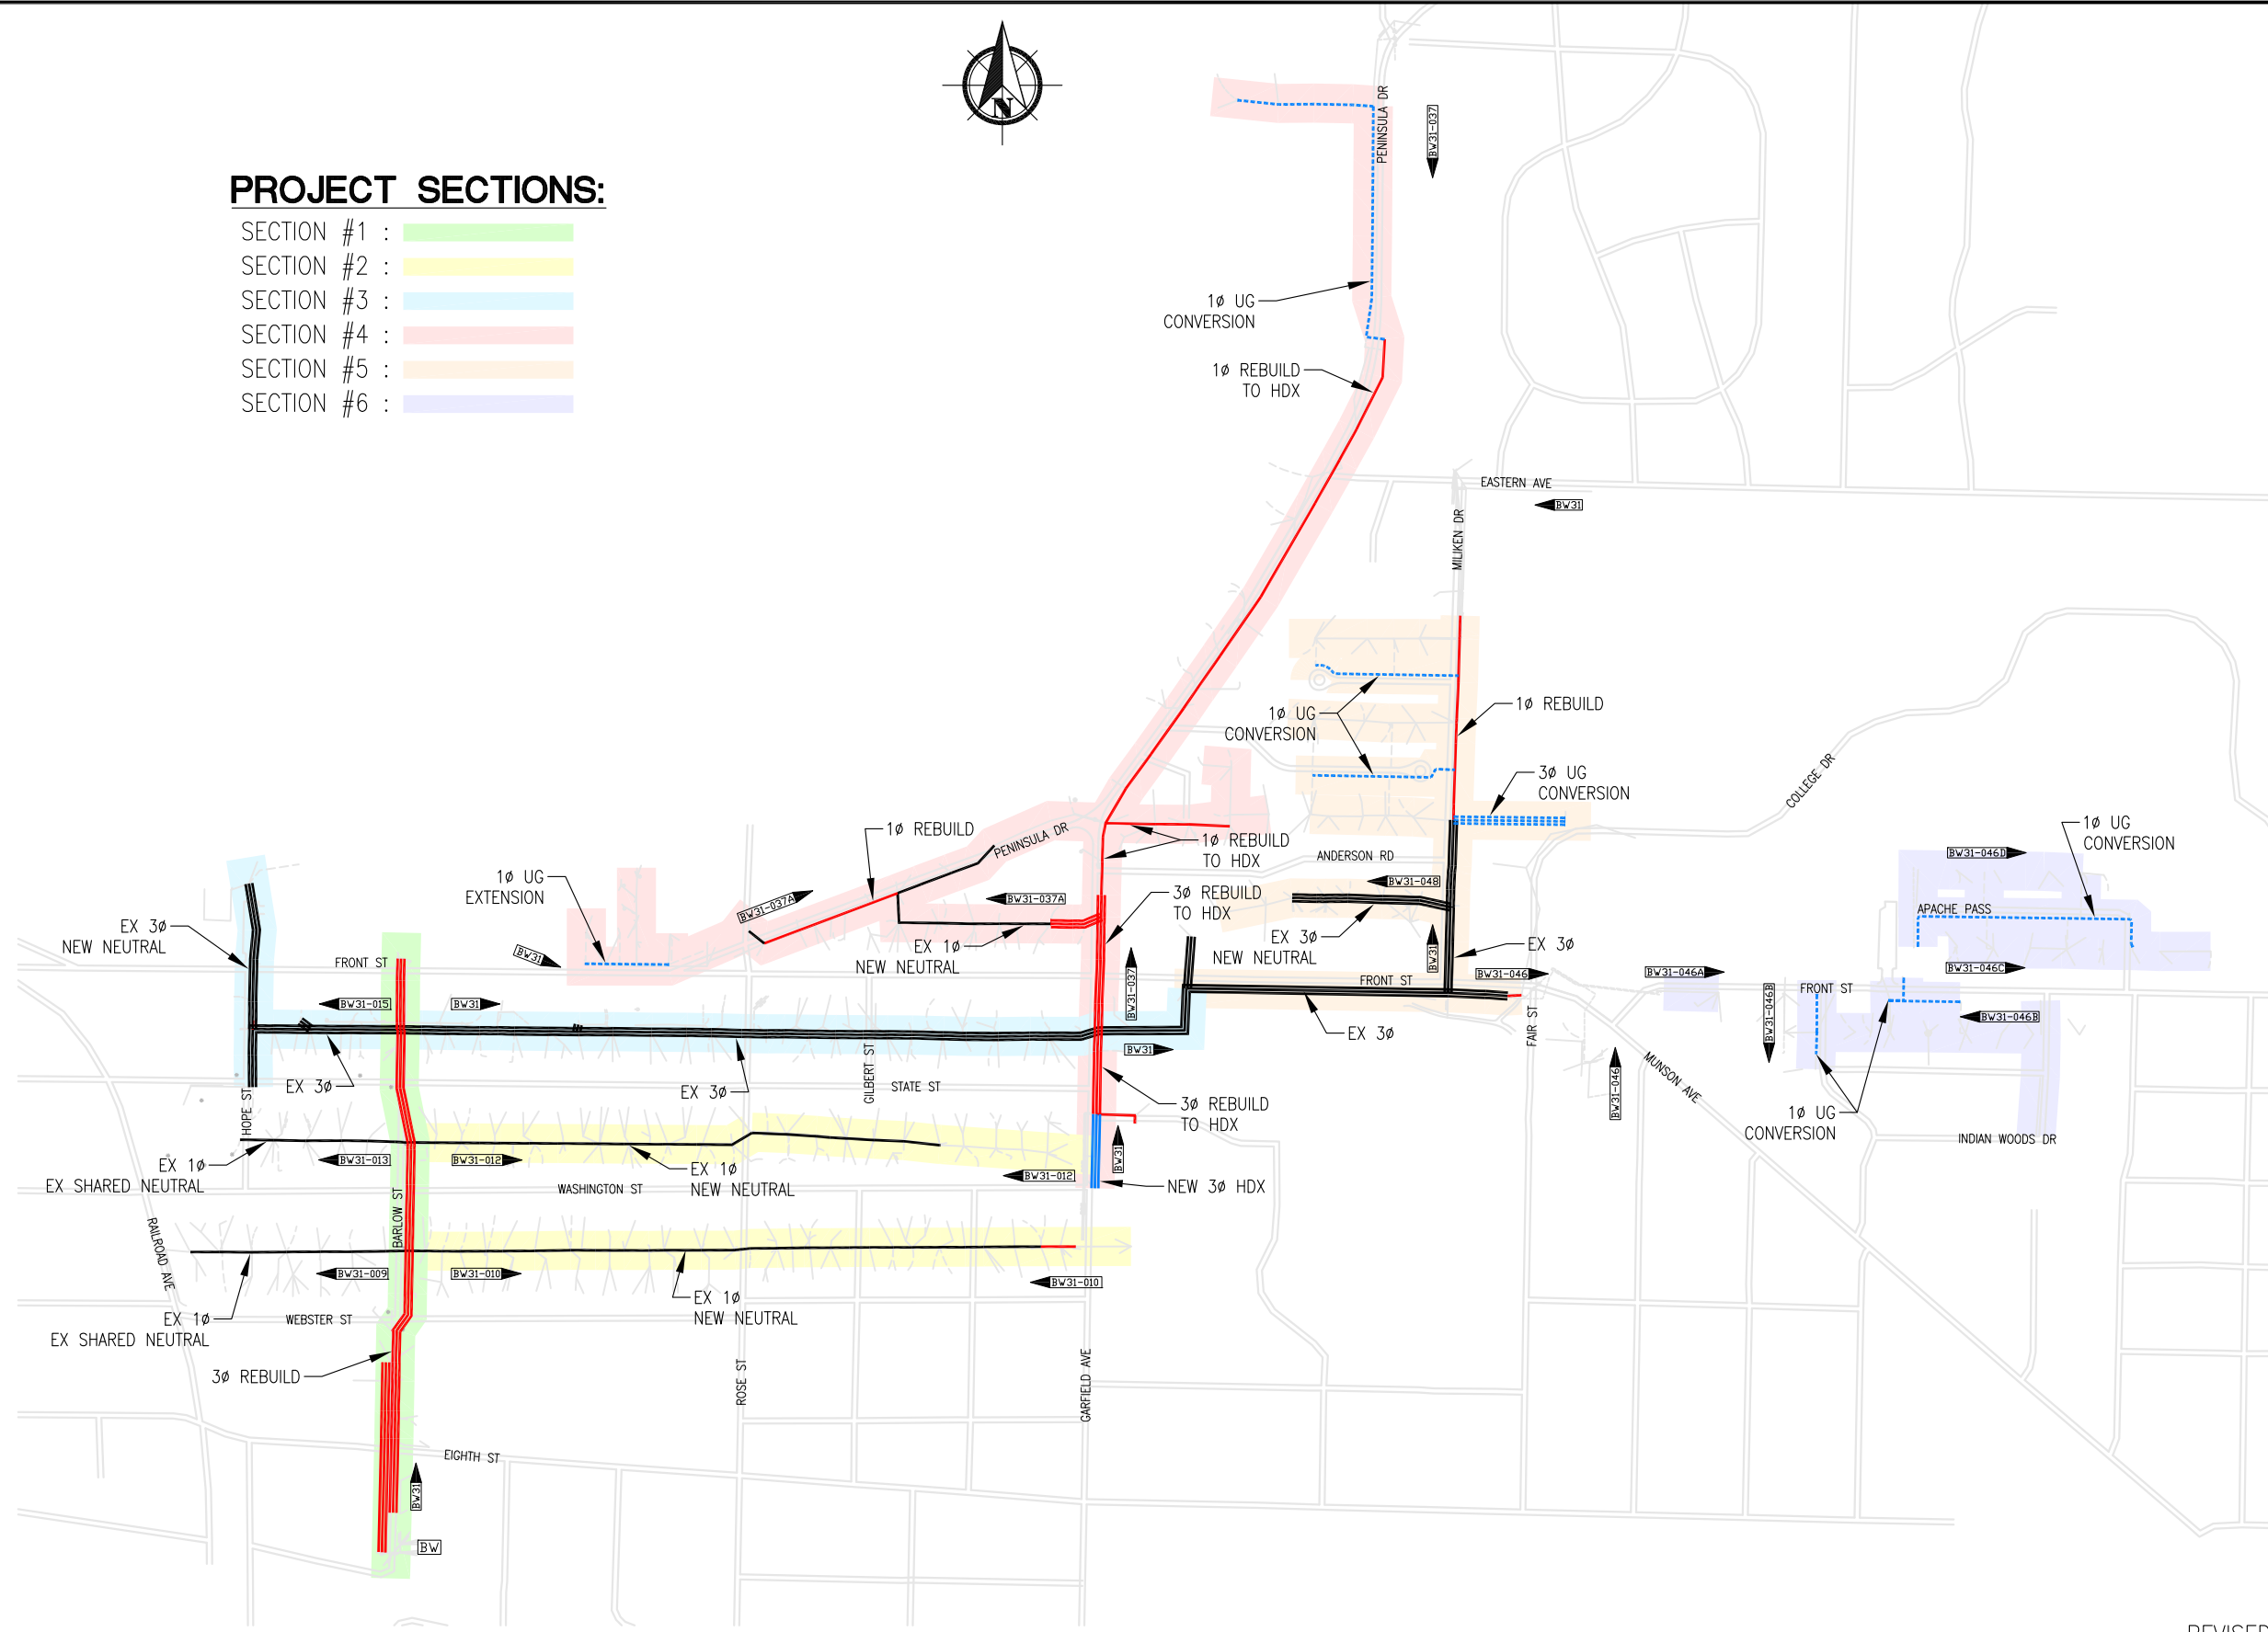 N
PROJECT SECTIONS:
SECTION #1 :
SECTION #2 :
SECTION #3 :
SECTION #4 :
SECTION #5 :
SECTION #6 :
PENINSULA DR
BW31-037
1ø UG
CONVERSION
1ø REBUILD
TO HDX
EASTERN AVE
BW31
MILIKEN DR
1ø REBUILD
1ø UG
CONVERSION
3ø UG
CONVERSION
COLLEGE DR
1ø UG
CONVERSION
BW31-046D
APACHE PASS
BW31-046C
1ø REBUILD
PENINSULA DR
1ø REBUILD
TO HDX
ANDERSON RD
BW31-048
1ø UG
EXTENSION
BW31-037A
BW31-037A
3ø REBUILD
TO HDX
EX 3ø
NEW NEUTRAL
EX 1ø
NEW NEUTRAL
EX 3ø
NEW NEUTRAL
EX 3ø
BW31
FRONT ST
BW31
BW31-037
BW31
BW31-046
BW31-046A
FRONT ST
BW31-046B
FRONT ST
BW31-046B
BW31-015
BW31
EX 3ø
BW31
FAIR ST
MUNSON AVE
BW31-046
EX 3ø
EX 3ø
GILBERT ST
STATE ST
HOPE ST
3ø REBUILD
TO HDX
1ø UG
CONVERSION
INDIAN WOODS DR
EX 1ø
EX SHARED NEUTRAL
BW31-013
BW31-012
EX 1ø
NEW NEUTRAL
BW31-012
BW31
NEW 3ø HDX
WASHINGTON ST
BARLOW ST
RAILROAD AVE
BW31-009
BW31-010
BW31-010
EX 1ø
EX SHARED NEUTRAL
WEBSTER ST
EX 1ø
NEW NEUTRAL
3ø REBUILD
ROSE ST
GARFIELD AVE
EIGHTH ST
BW31
BW
REVISED